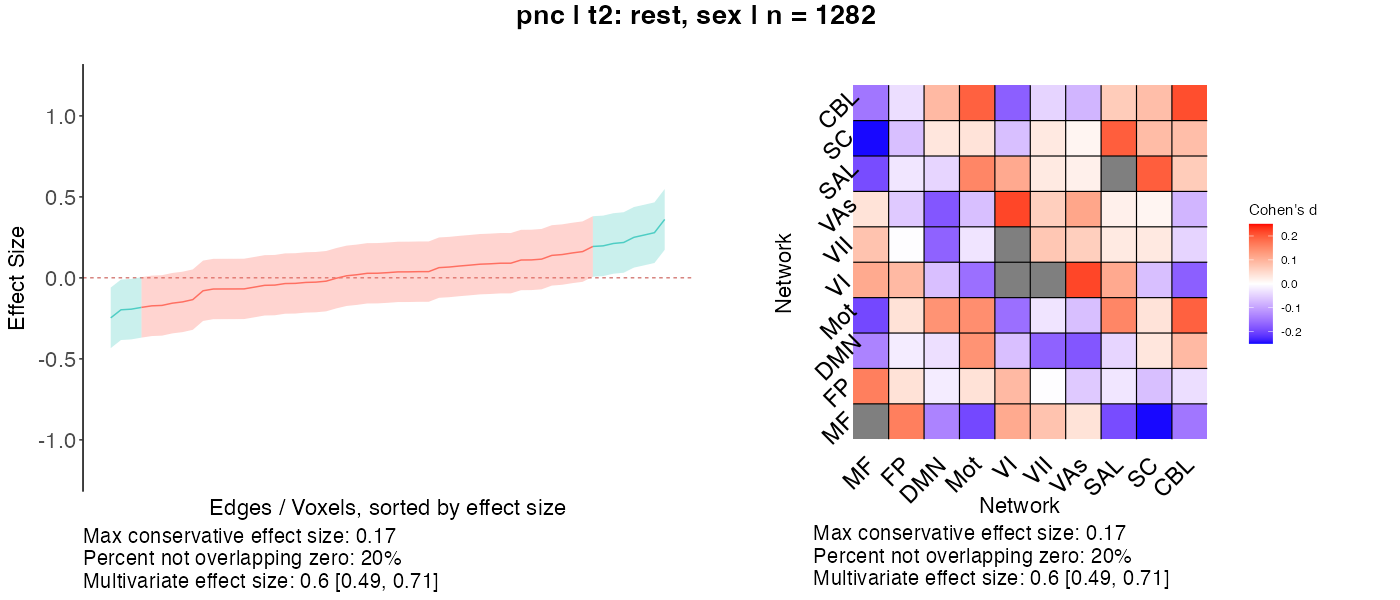 pnc | t2: rest, sex | n = 1282
Effect Size
1.0
0.5
0.0
-0.5
-1.0
Edges / Voxels, sorted by effect size
Max conservative effect size: 0.17
Percent not overlapping zero: 20%
Multivariate effect size: 0.6 [0.49, 0.71]
Network
CBL
SC
SAL
VAs
VII
VI
Mot
DMN
FP
MF
MF
FP
DMN
Mot
VI
VII
VAs
SAL
SC
CBL
Network
Max conservative effect size: 0.17
Percent not overlapping zero: 20%
Multivariate effect size: 0.6 [0.49, 0.71]
Cohen's d
0.2
0.1
0.0
-0.1
-0.2